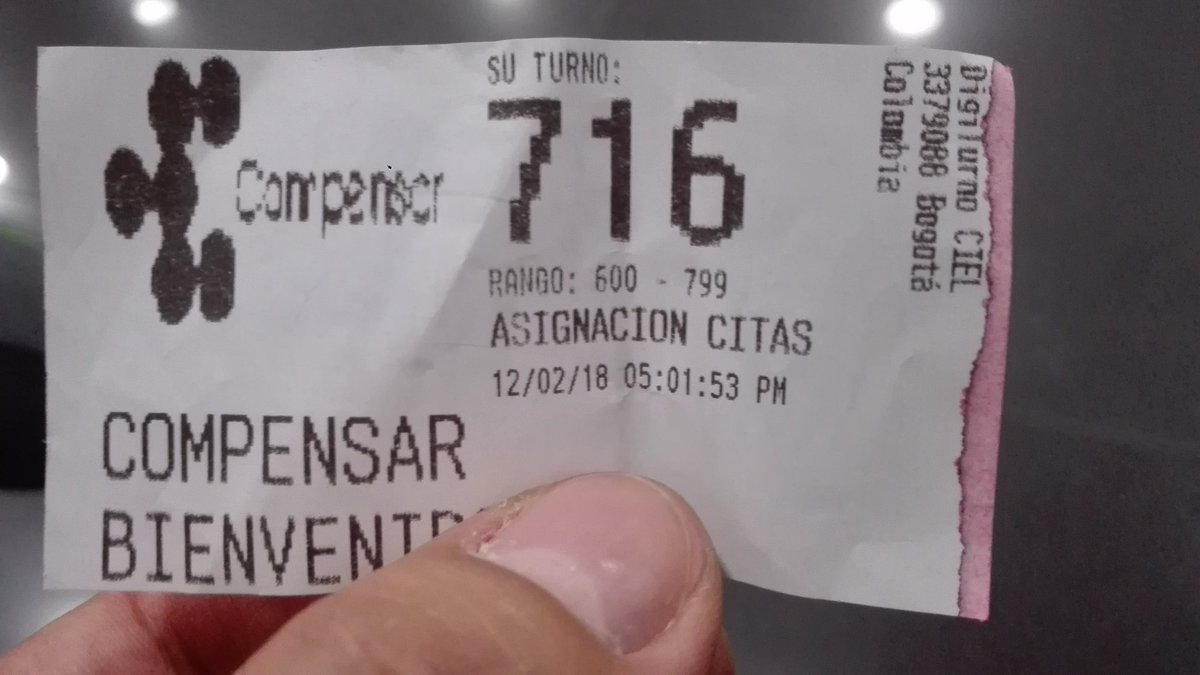 Compensar
SU TURNO:
716
RANGO: 600 - 799
ASIGNACION CITAS
12/02/18 05:01:53 PM
COMPENSAR
Digiturno CIEL
3379088 Bogotá
Colombia